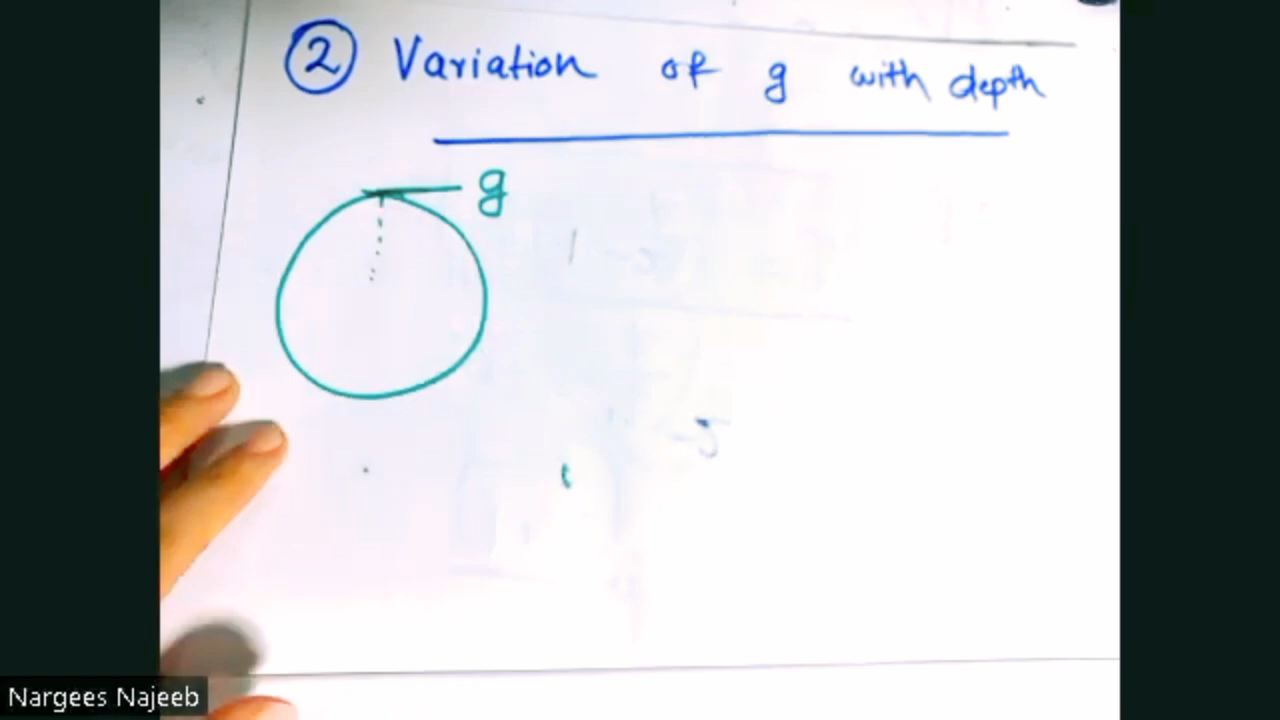 ② Variation of g with depth
g
Nargees Najeeb